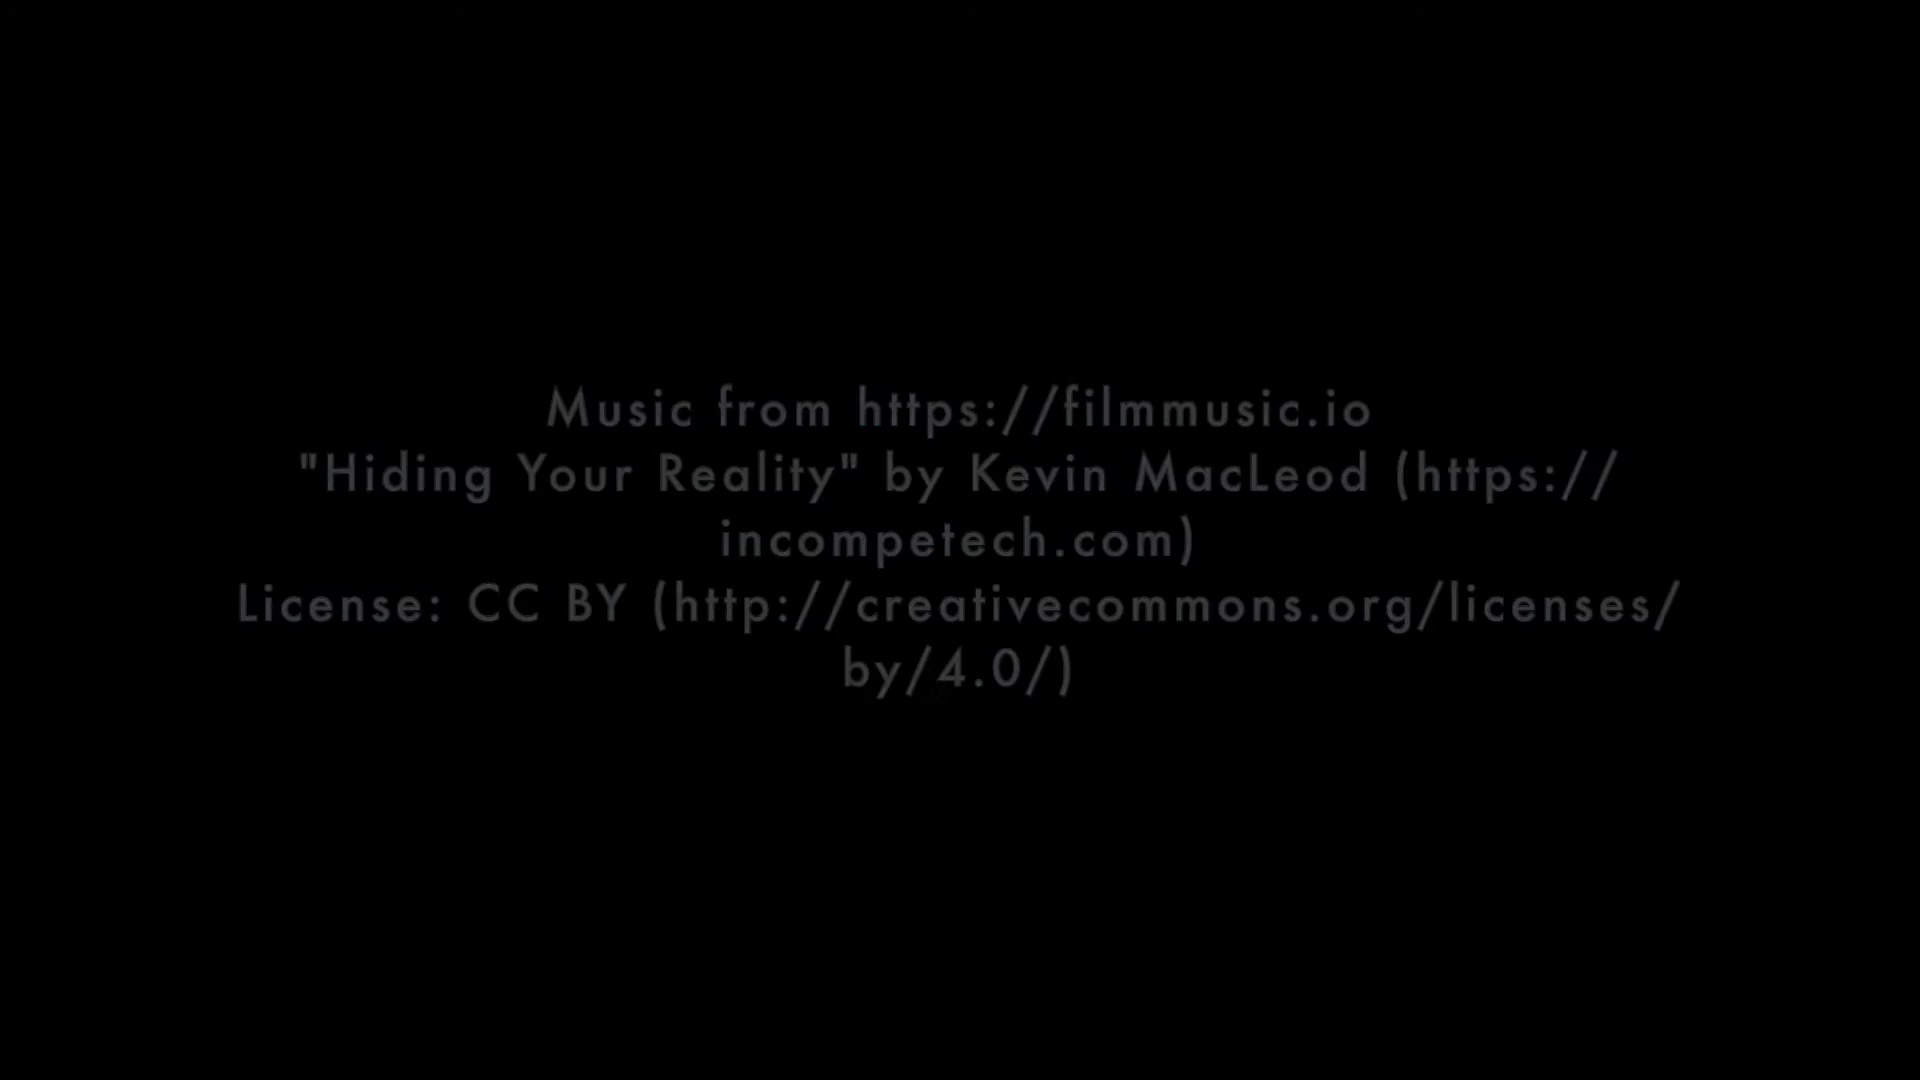 Music from https://filmmusic.io
"Hiding Your Reality" by Kevin MacLeod (https://
incompetech.com)
License: CC BY (http://creativecommons.org/licenses/
by/4.0/)